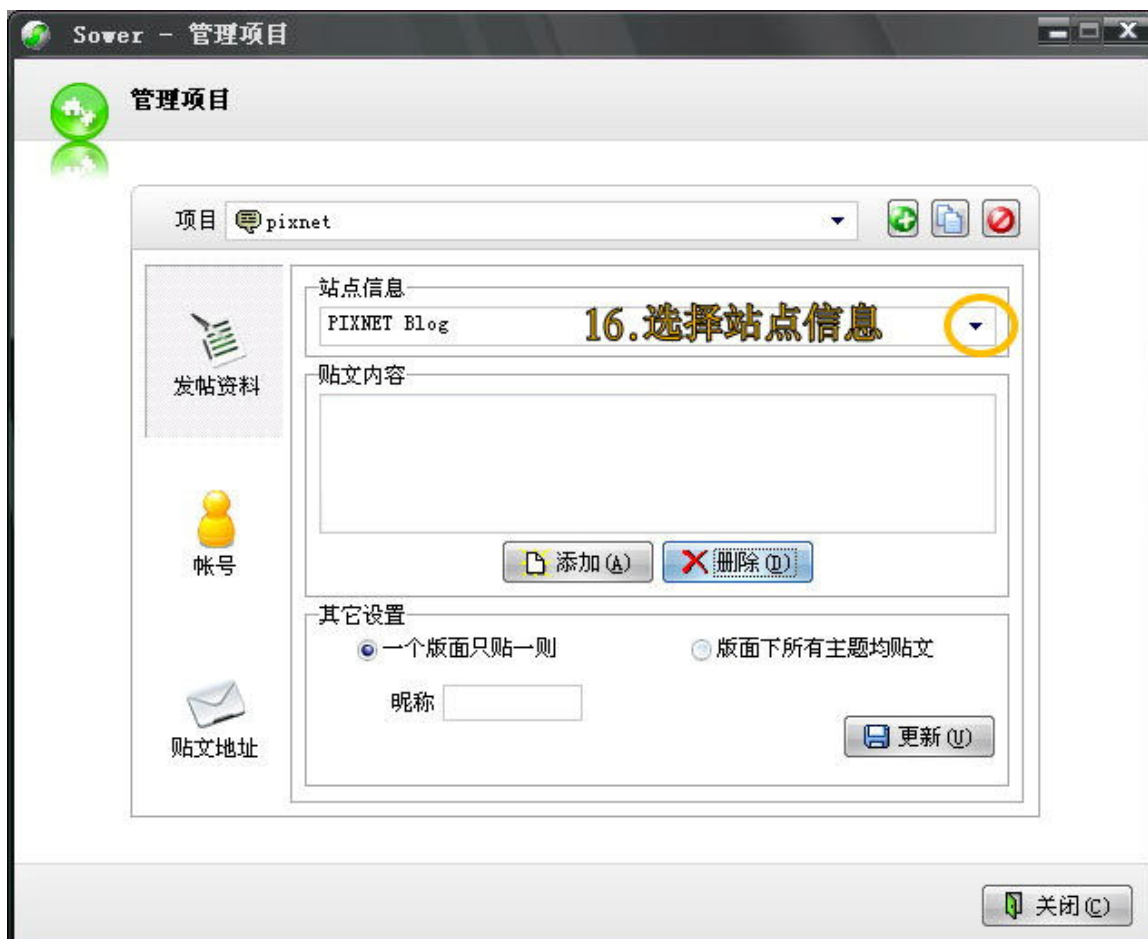 Sower - 管理项目
管理项目
项目 pixnet
站点信息
PIXNET Blog
16.选择站点信息
发帖资料
贴文内容
添加(A)
删除(D)
帐号
其它设置
一个版面只贴一则
版面下所有主题均贴文
昵称
贴文地址
更新(U)
关闭(C)